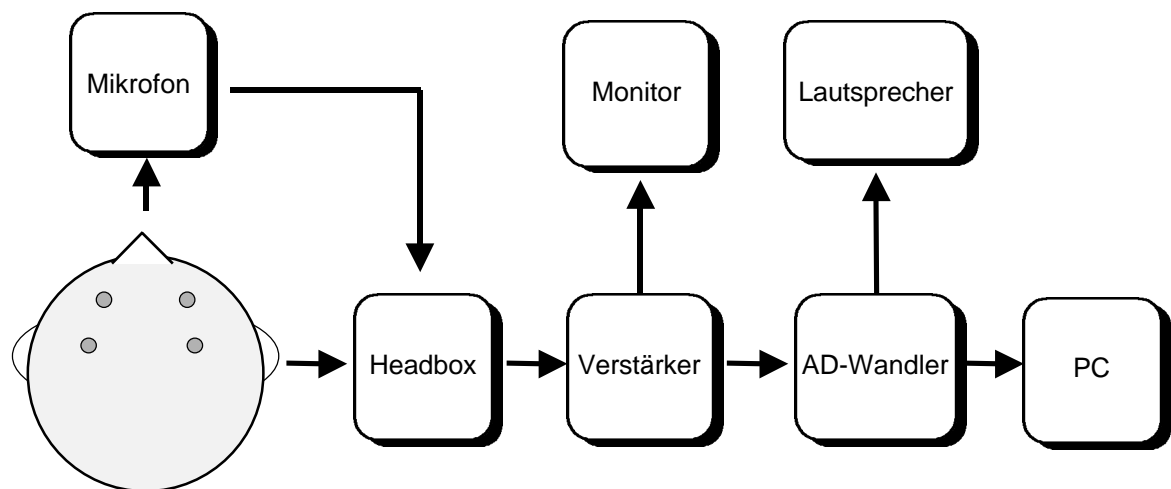 Mikrofon
Monitor
Lautsprecher
Headbox
Verstärker
AD-Wandler
PC